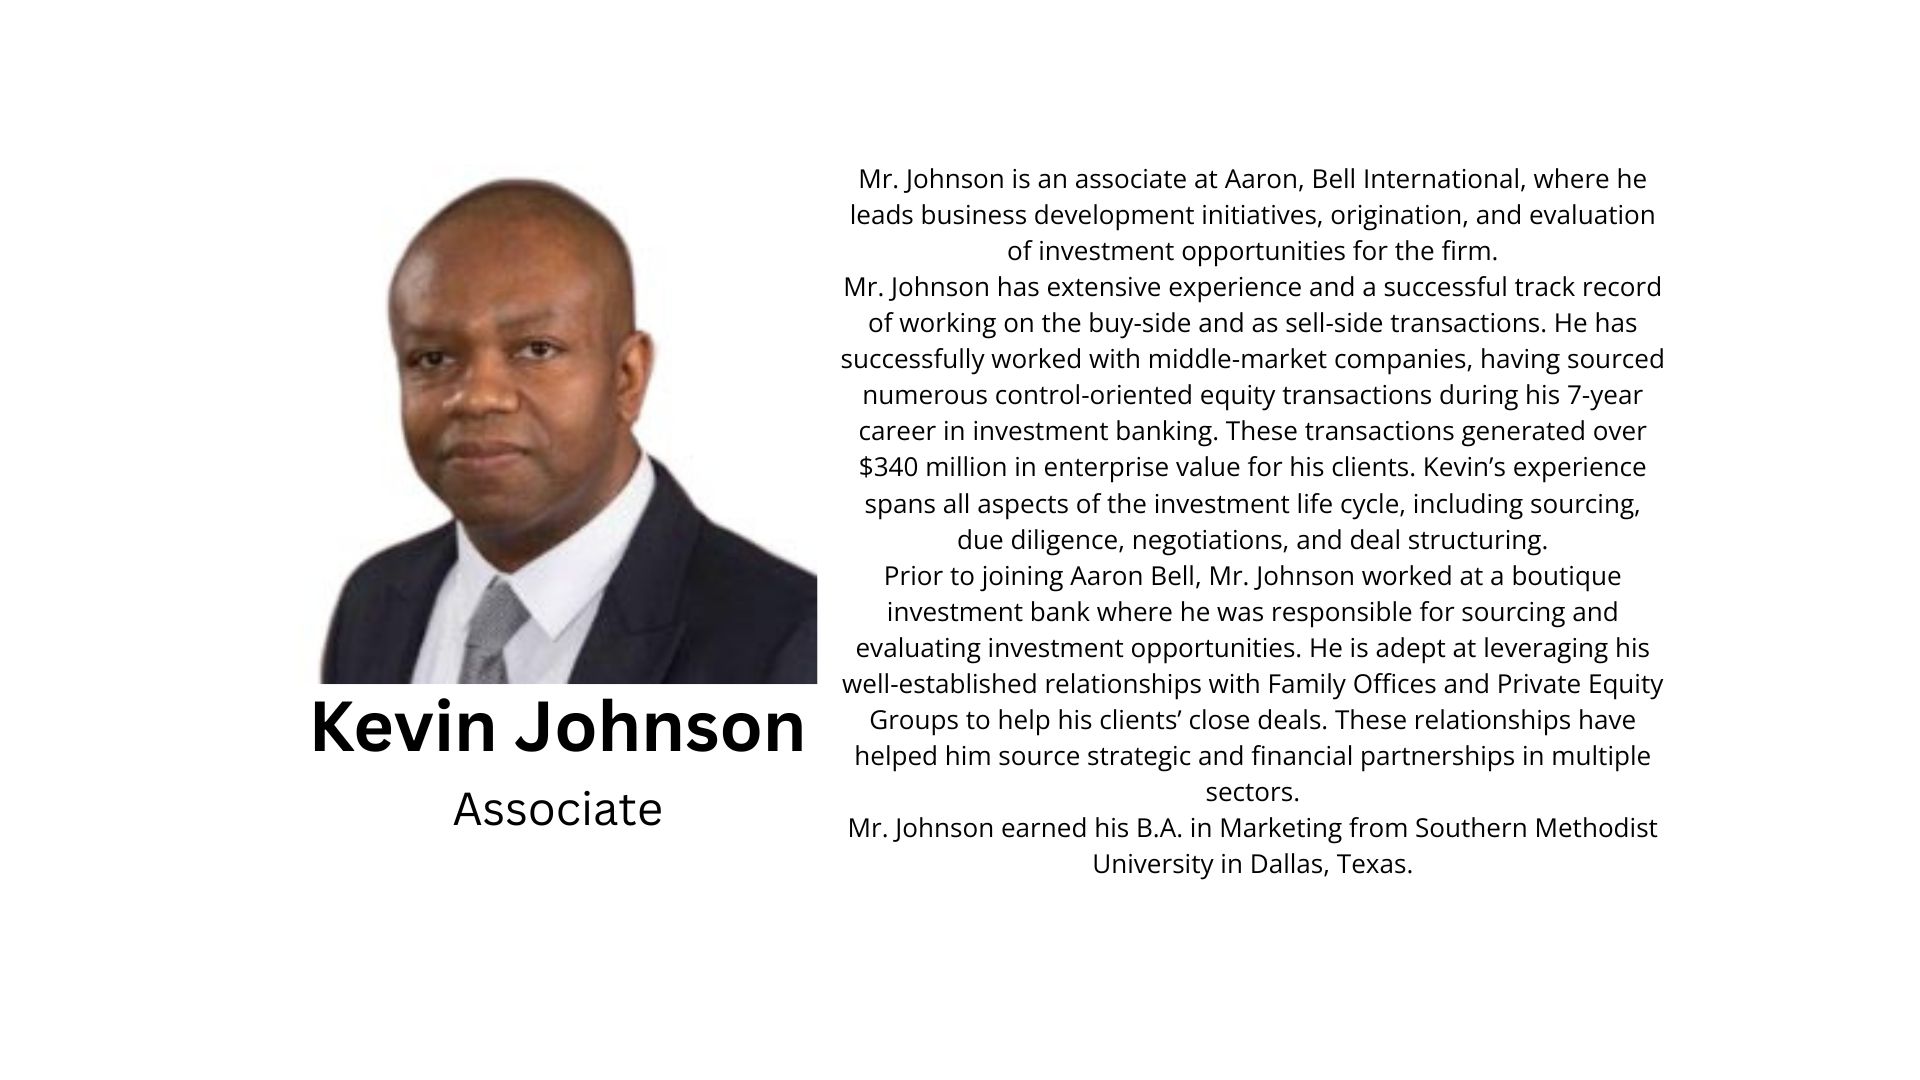 Kevin Johnson
Associate
Mr. Johnson is an associate at Aaron, Bell International, where he
leads business development initiatives, origination, and evaluation
of investment opportunities for the firm.
Mr. Johnson has extensive experience and a successful track record
of working on the buy-side and as sell-side transactions. He has
successfully worked with middle-market companies, having sourced
numerous control-oriented equity transactions during his 7-year
career in investment banking. These transactions generated over
$340 million in enterprise value for his clients. Kevin’s experience
spans all aspects of the investment life cycle, including sourcing,
due diligence, negotiations, and deal structuring.
Prior to joining Aaron Bell, Mr. Johnson worked at a boutique
investment bank where he was responsible for sourcing and
evaluating investment opportunities. He is adept at leveraging his
well-established relationships with Family Offices and Private Equity
Groups to help his clients’ close deals. These relationships have
helped him source strategic and financial partnerships in multiple
sectors.
Mr. Johnson earned his B.A. in Marketing from Southern Methodist
University in Dallas, Texas.